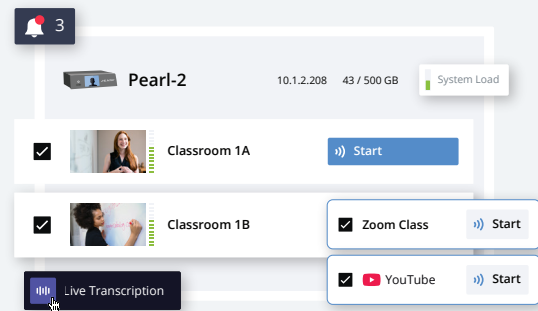 3
Pearl-2 10.1.2.208 43 / 500 GB System Load
Classroom 1A Start
Classroom 1B
Zoom Class Start
YouTube Start
Live Transcription